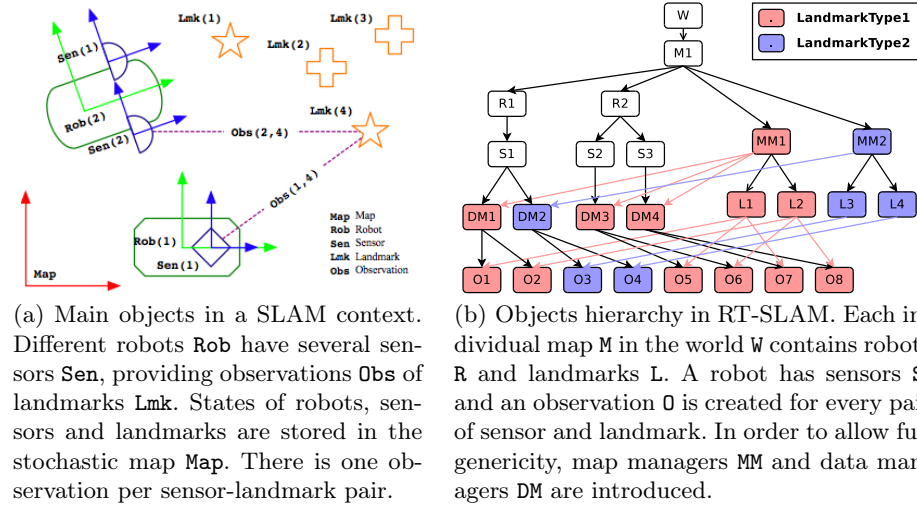 Lmk(1)
Lmk(3)
Sen(1)
Lmk(2)
Lmk(4)
Rob(2)
Sen(2)
Obs(2,4)
Obs(1,4)
Map Map
Rob Robot
Sen Sensor
Lmk Landmark
Obs Observation
Rob(1)
Sen(1)
Map
W
. LandmarkType1
M1
. LandmarkType2
R1 R2
MM1 MM2
S1 S2 S3
L1 L2 L3 L4
DM1 DM2 DM3 DM4
O1 O2 O3 O4 O5 O6 O7 O8
(a) Main objects in a SLAM context.
Different robots Rob have several sen-
sors Sen, providing observations Obs of
landmarks Lmk. States of robots, sen-
sors and landmarks are stored in the
stochastic map Map. There is one ob-
servation per sensor-landmark pair.
(b) Objects hierarchy in RT-SLAM. Each in
dividual map M in the world W contains robot
R and landmarks L. A robot has sensors S
and an observation O is created for every pai
of sensor and landmark. In order to allow fu
genericity, map managers MM and data man
agers DM are introduced.